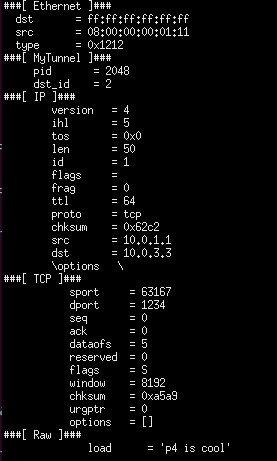 ###[ Ethernet ]###
dst = ff:ff:ff:ff:ff:ff
src = 08:00:00:00:01:11
type = 0x1212
###[ MyTunnel ]###
pid = 2048
dst_id = 2
###[ IP ]###
version = 4
ihl = 5
tos = 0x0
len = 50
id = 1
flags =
frag = 0
ttl = 64
proto = tcp
chksum = 0x62c2
src = 10.0.1.1
dst = 10.0.3.3
\options \
###[ TCP ]###
sport = 63167
dport = 1234
seq = 0
ack = 0
dataofs = 5
reserved = 0
flags = S
window = 8192
chksum = 0xa5a9
urgptr = 0
options = []
###[ Raw ]###
load = 'p4 is cool'